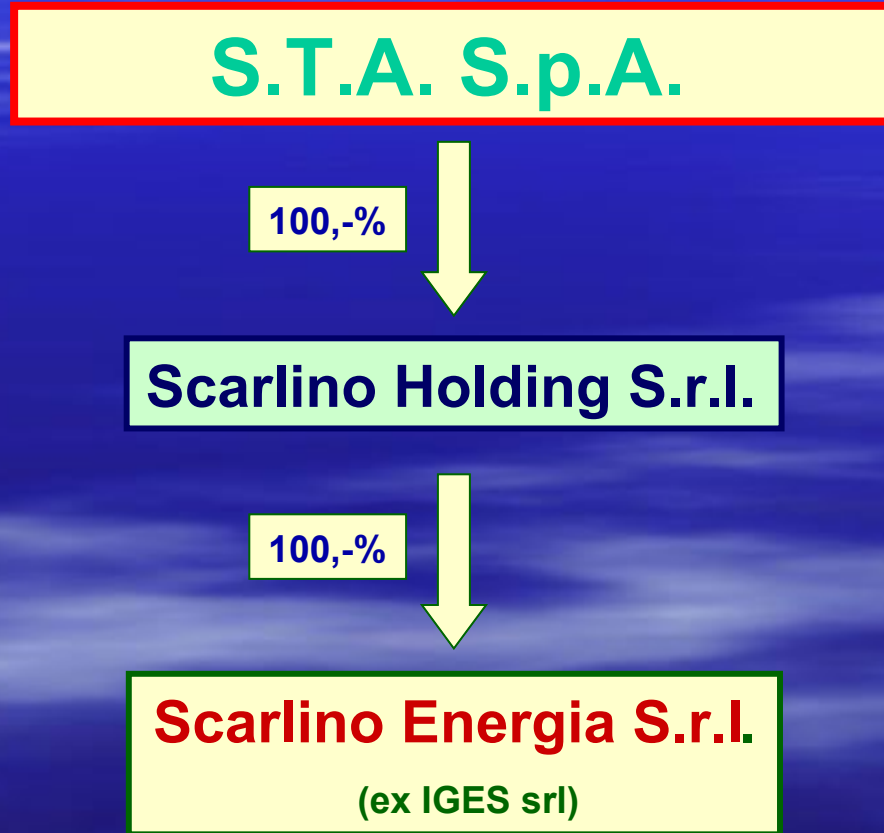 S.T.A. S.p.A.
100,-%
Scarlino Holding S.r.l.
100,-%
Scarlino Energia S.r.l.
(ex IGES srl)